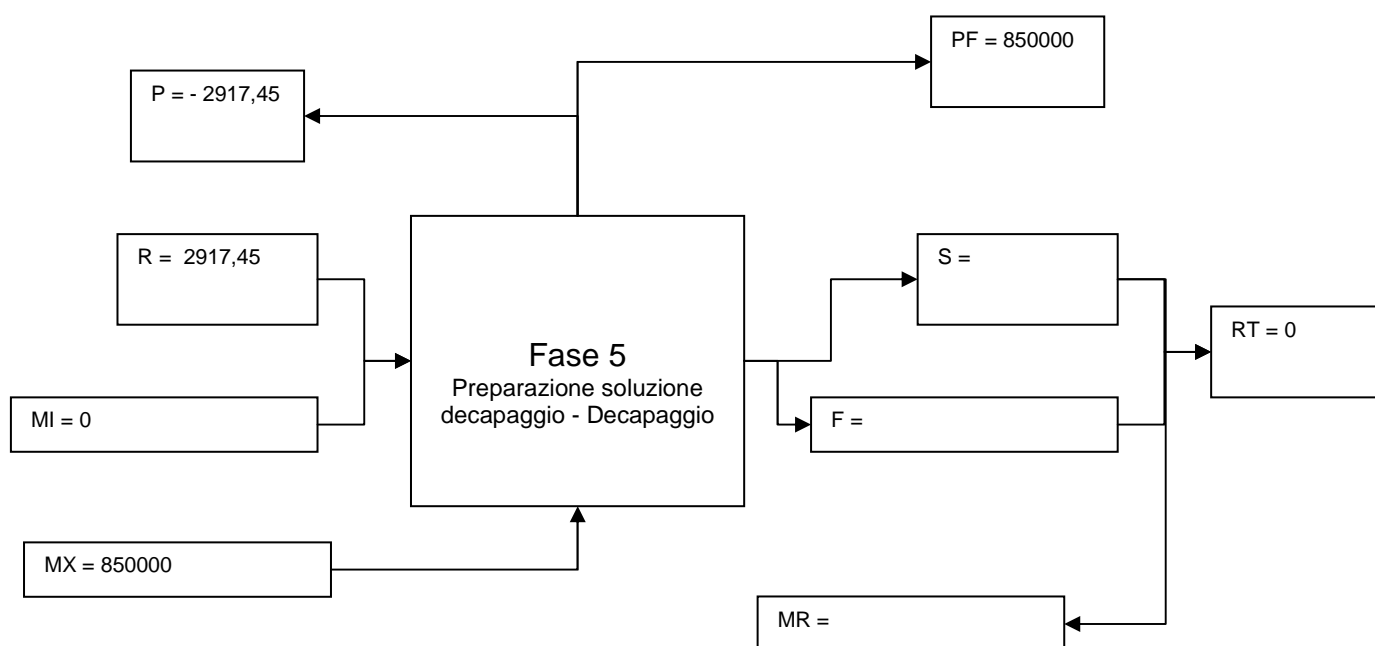 PF = 850000
P = - 2917,45
R =  2917,45
S =
RT = 0
Fase 5
Preparazione soluzione
decapaggio - Decapaggio
MI = 0
F =
MX = 850000
MR =